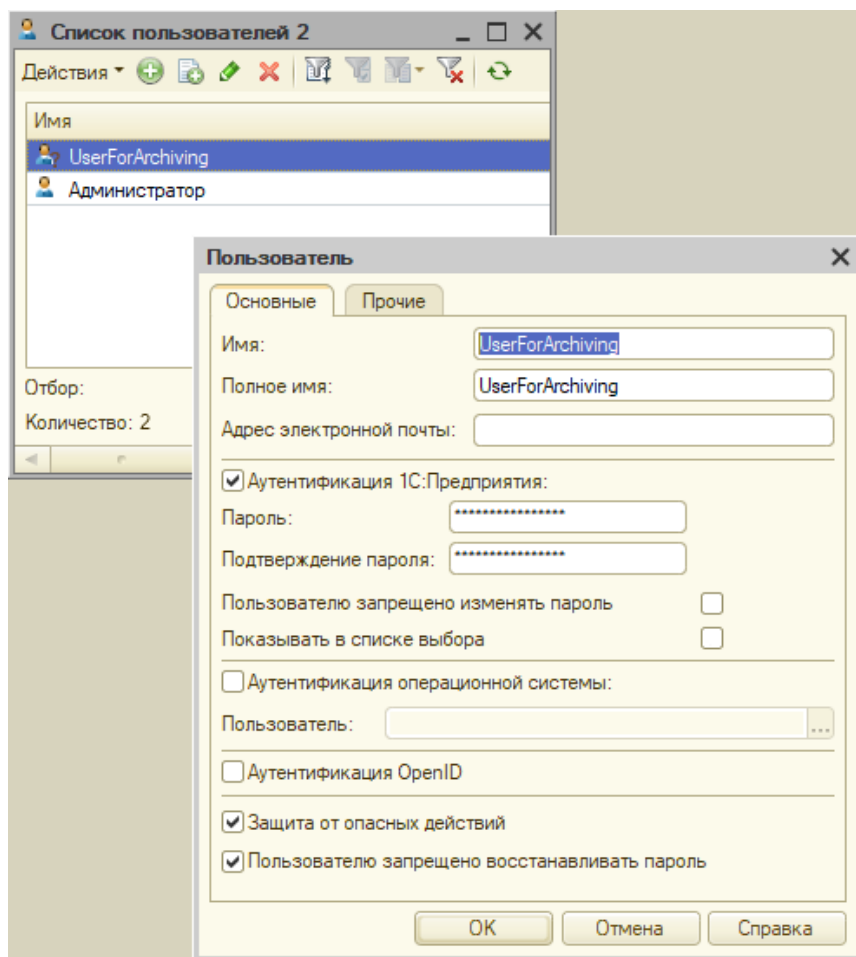 Список пользователей 2
Действия
Имя
UserForArchiving
Администратор
Отбор:
Количество: 2
Пользователь
Основные Прочие
Имя: UserForArchiving
Полное имя: UserForArchiving
Адрес электронной почты:
Аутентификация 1С:Предприятия:
Пароль: ****************
Подтверждение пароля: ****************
Пользователю запрещено изменять пароль
Показывать в списке выбора
Аутентификация операционной системы:
Пользователь: ...
Аутентификация OpenID
Защита от опасных действий
Пользователю запрещено восстанавливать пароль
OK Отмена Справка